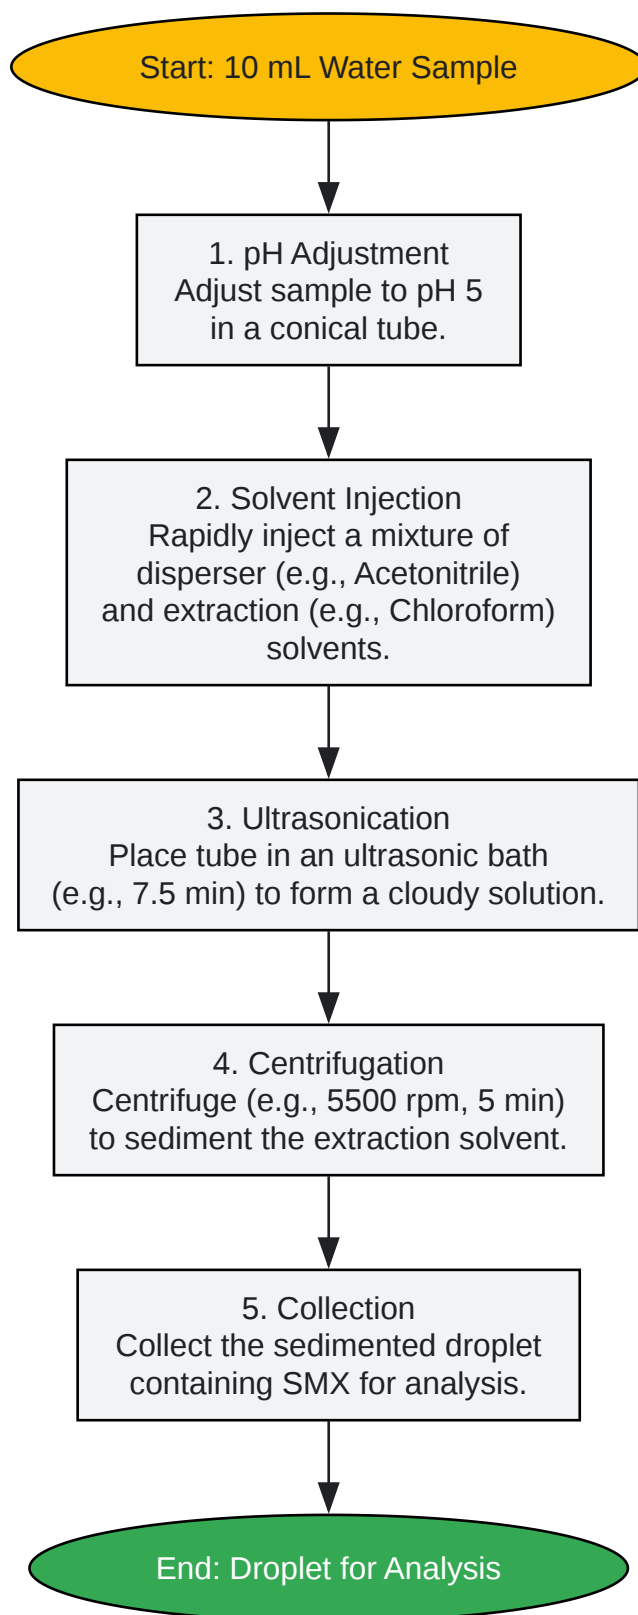 Start: 10 mL Water Sample
1. pH Adjustment
Adjust sample to pH 5
in a conical tube.
2. Solvent Injection
Rapidly inject a mixture of
disperser (e.g., Acetonitrile)
and extraction (e.g., Chloroform)
solvents.
3. Ultrasonication
Place tube in an ultrasonic bath
(e.g., 7.5 min) to form a cloudy solution.
4. Centrifugation
Centrifuge (e.g., 5500 rpm, 5 min)
to sediment the extraction solvent.
5. Collection
Collect the sedimented droplet
containing SMX for analysis.
End: Droplet for Analysis